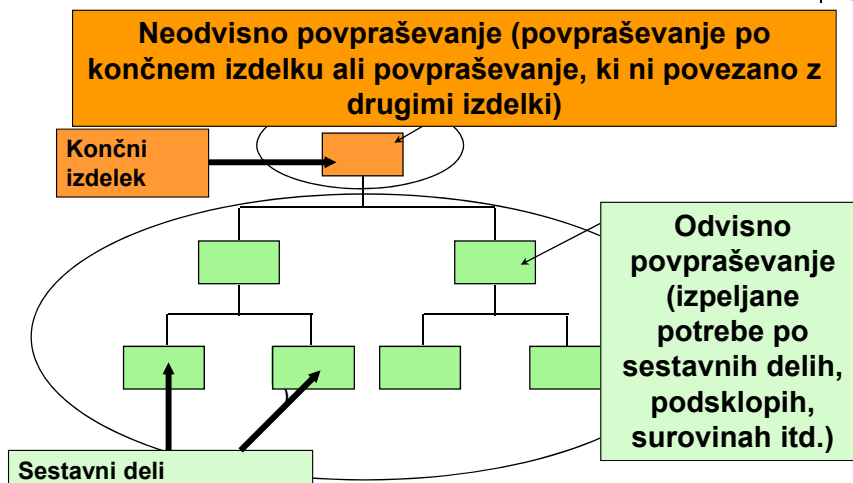 Neodvisno povpraševanje (povpraševanje po
končnem izdelku ali povpraševanje, ki ni povezano z
drugimi izdelki)
Končni
izdelek
Odvisno
povpraševanje
(izpeljane
potrebe po
sestavnih delih,
podsklopih,
surovinah itd.)
Sestavni deli